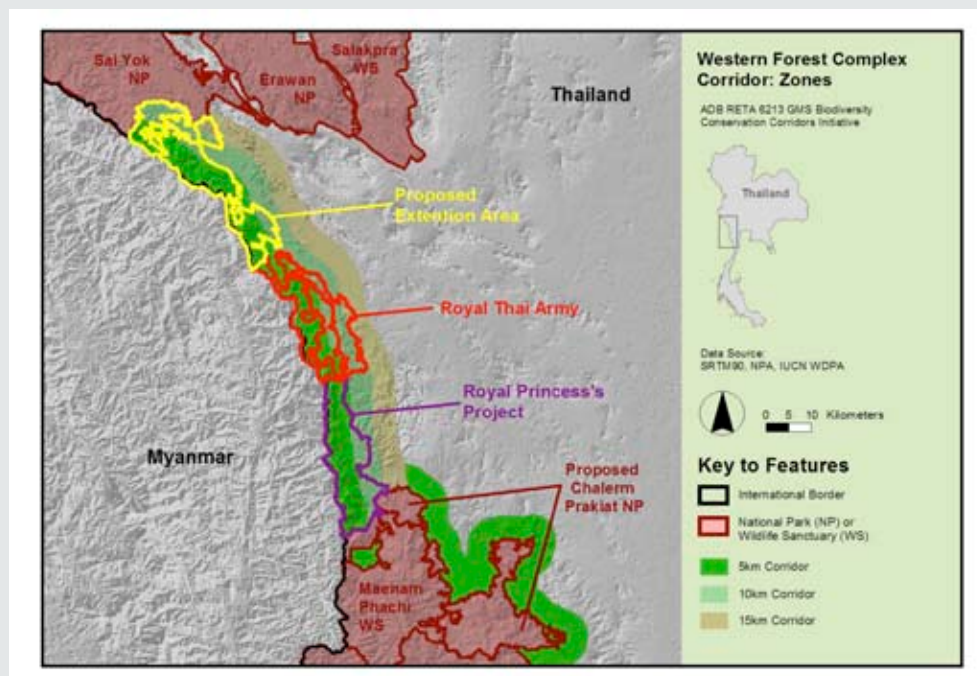 Sai Yok
NP
Erawan
NP
Salakpra
WS
Thailand
Proposed
Extention Area
Royal Thai Army
Royal Princess's
Project
Myanmar
Proposed
Chalerm
Prakiat NP
Maenam
Phachi
WS
Western Forest Complex
Corridor: Zones
ADB RETA 6213 GMS Biodiversity
Conservation Corridors Initiative
Thailand
Data Source:
SRTM90, NPA, IUCN WDPA
0 5 10 Kilometers
Key to Features
International Border
National Park (NP) or
Wildlife Sanctuary (WS)
5km Corridor
10km Corridor
15km Corridor